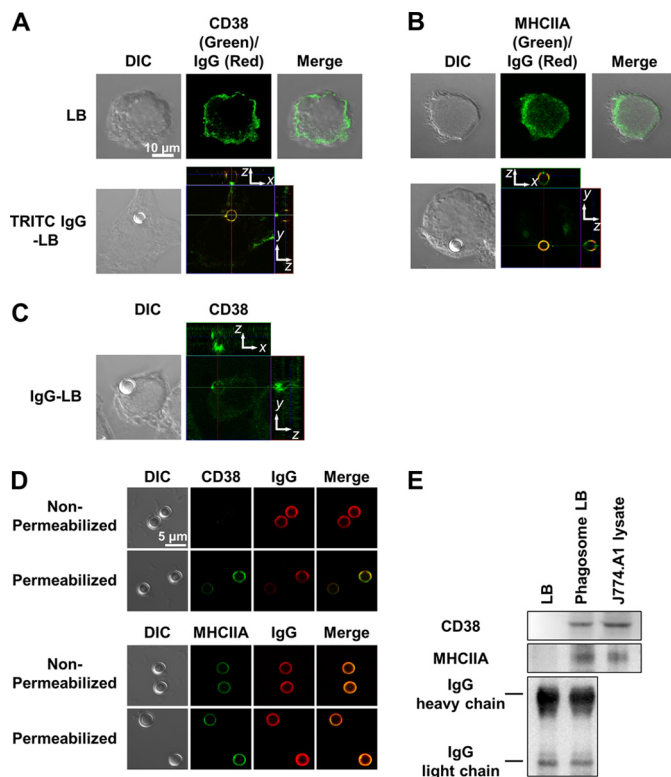 A
CD38
(Green)/
DIC IgG (Red) Merge
LB
10 µm
z
x
TRITC IgG
-LB
y
z
B
MHCIIA
(Green)/
DIC IgG (Red) Merge
z
x
y
z
C
DIC CD38
z
x
IgG-LB
y
z
D
DIC CD38 IgG Merge
Non-
Permeabilized
5 µm
Permeabilized
DIC MHCIIA IgG Merge
Non-
Permeabilized
Permeabilized
E
LB
Phagosome LB
J774.A1 lysate
CD38
MHCIIA
IgG
heavy chain
IgG
light chain